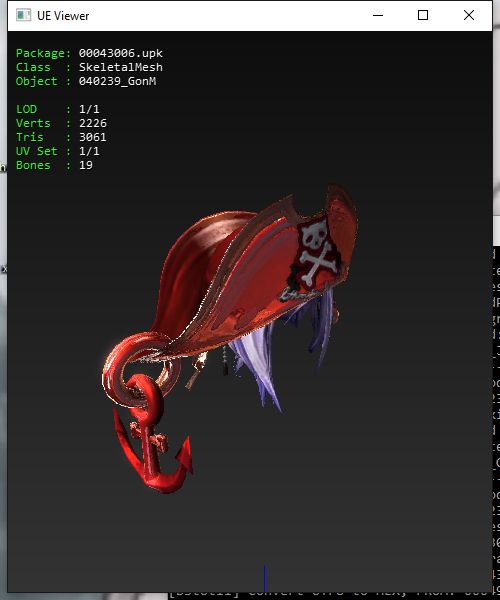 UE Viewer
Package: 00043006.upk
Class : SkeletalMesh
Object : 040239_GonM
LOD : 1/1
Verts : 2226
Tris : 3061
UV Set : 1/1
Bones : 19